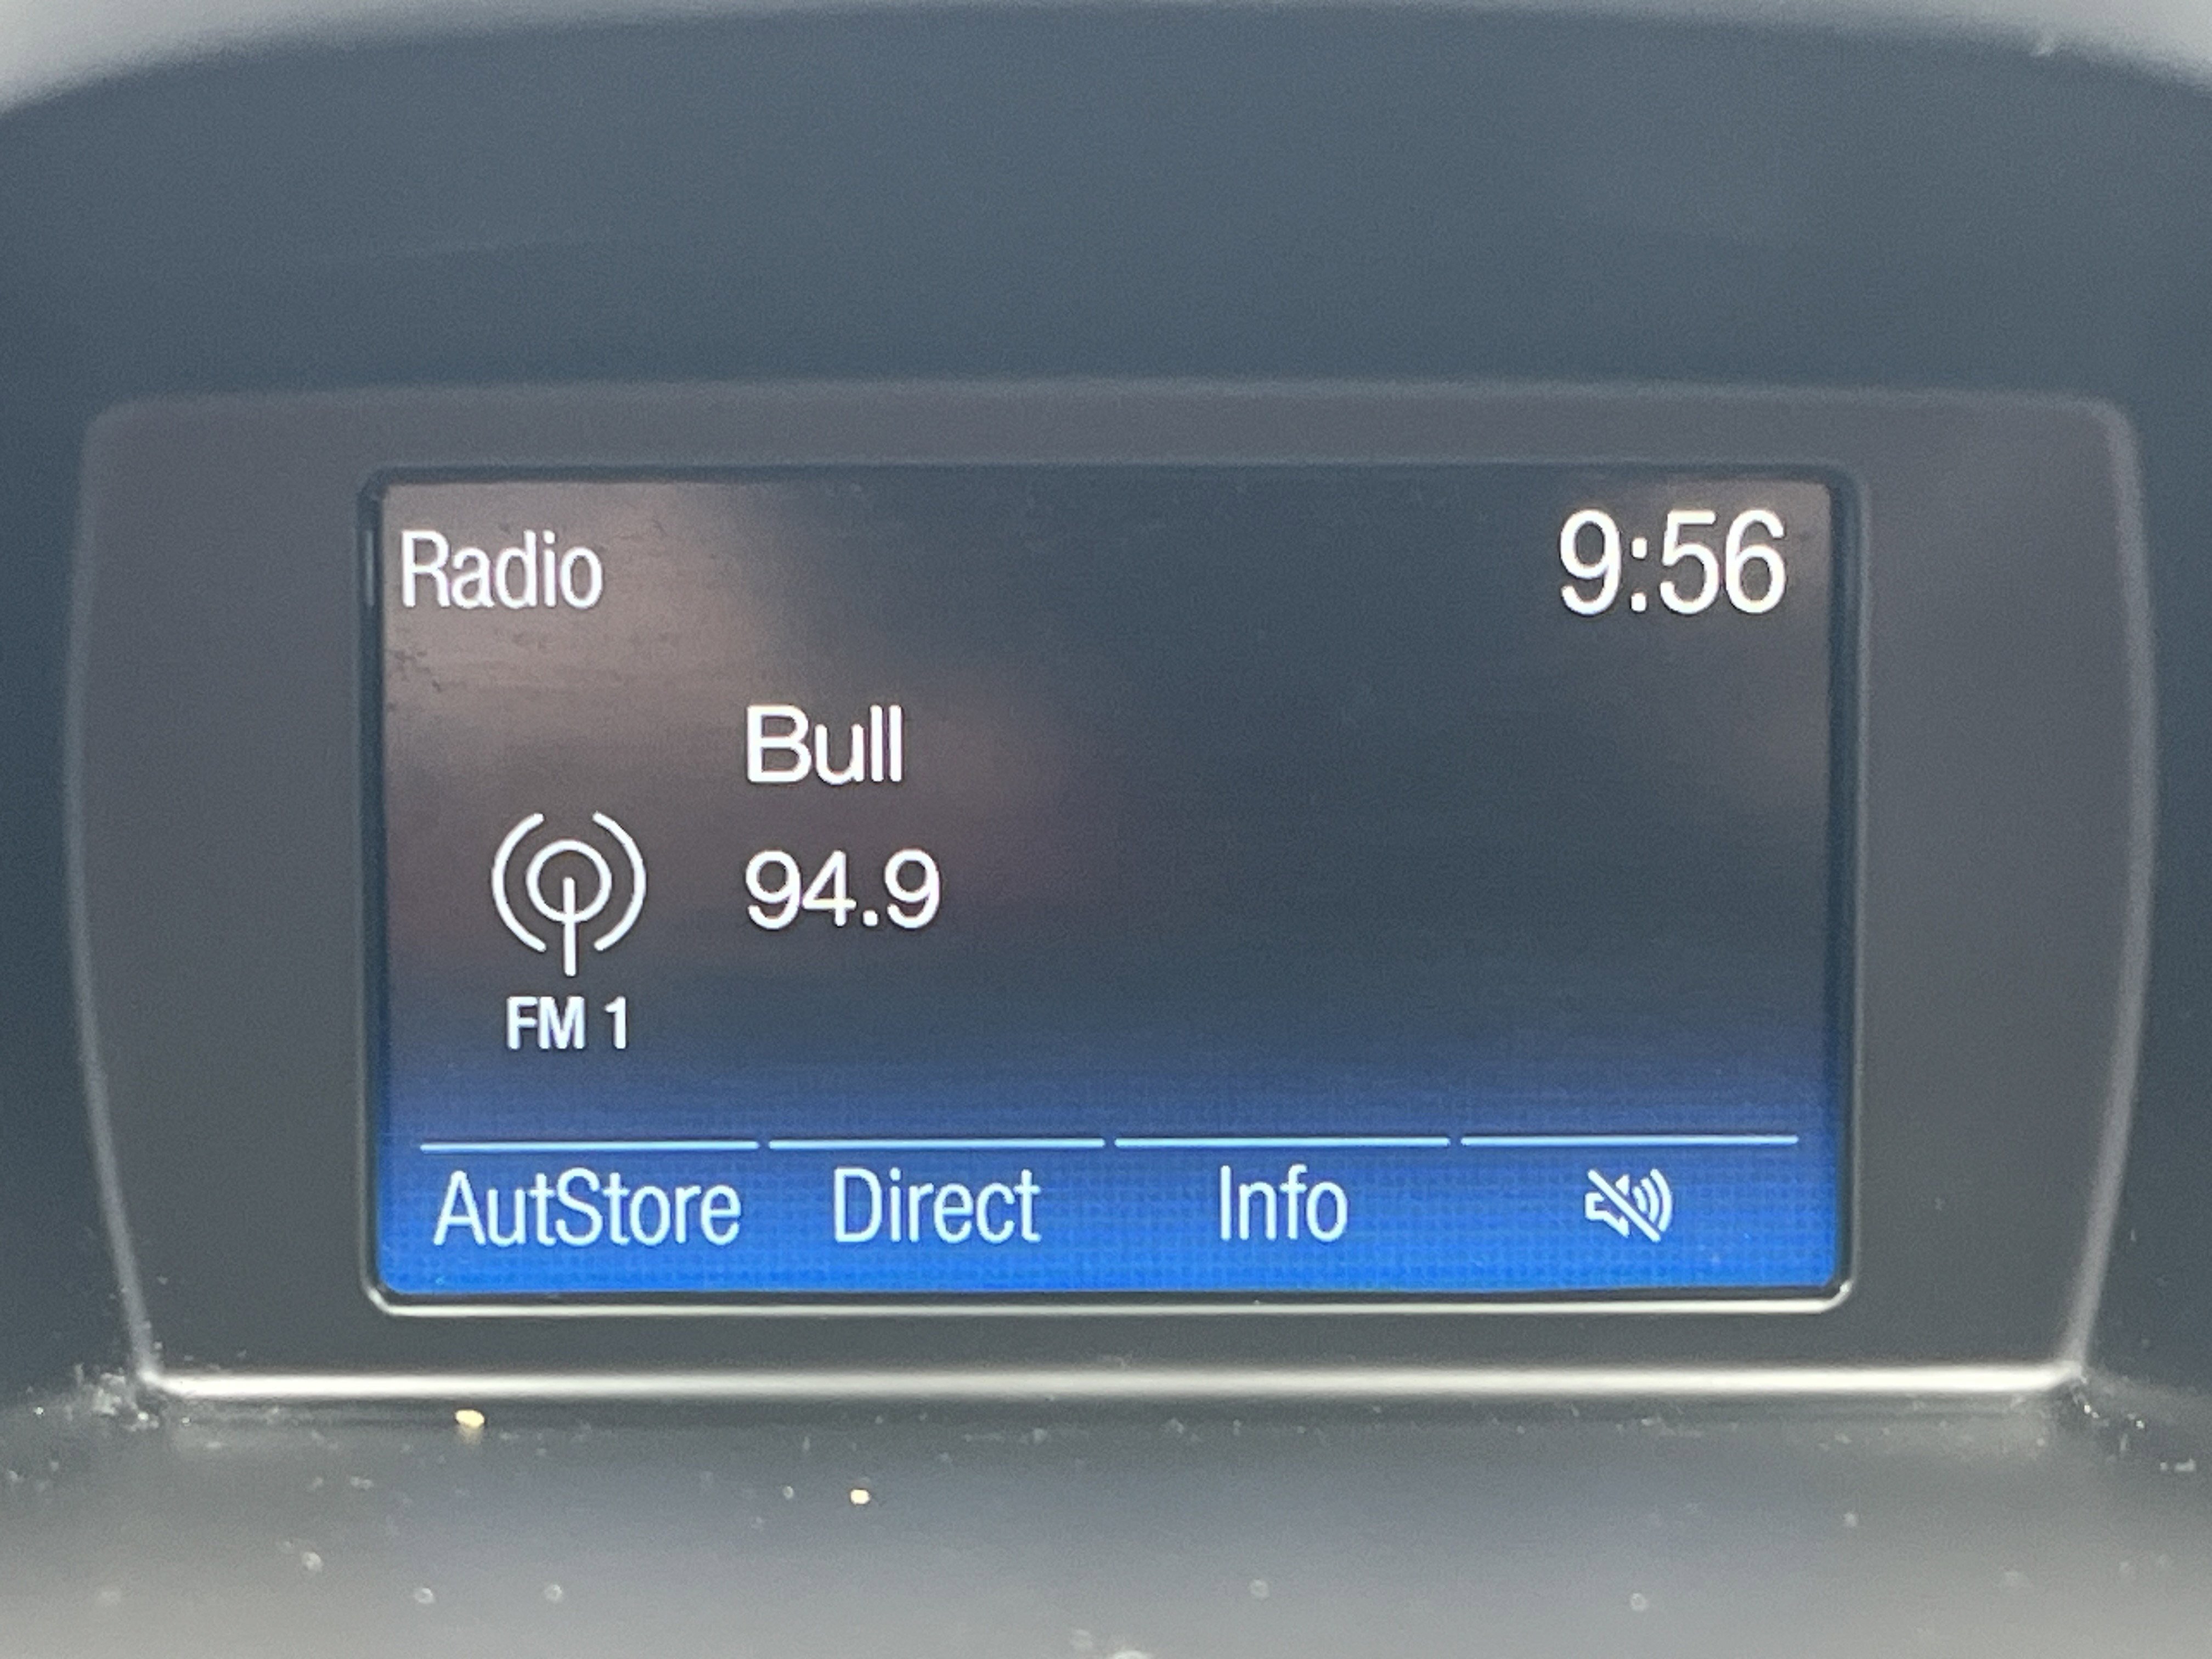 Radio 9:56
Bull
94.9
FM 1
AutStore Direct Info